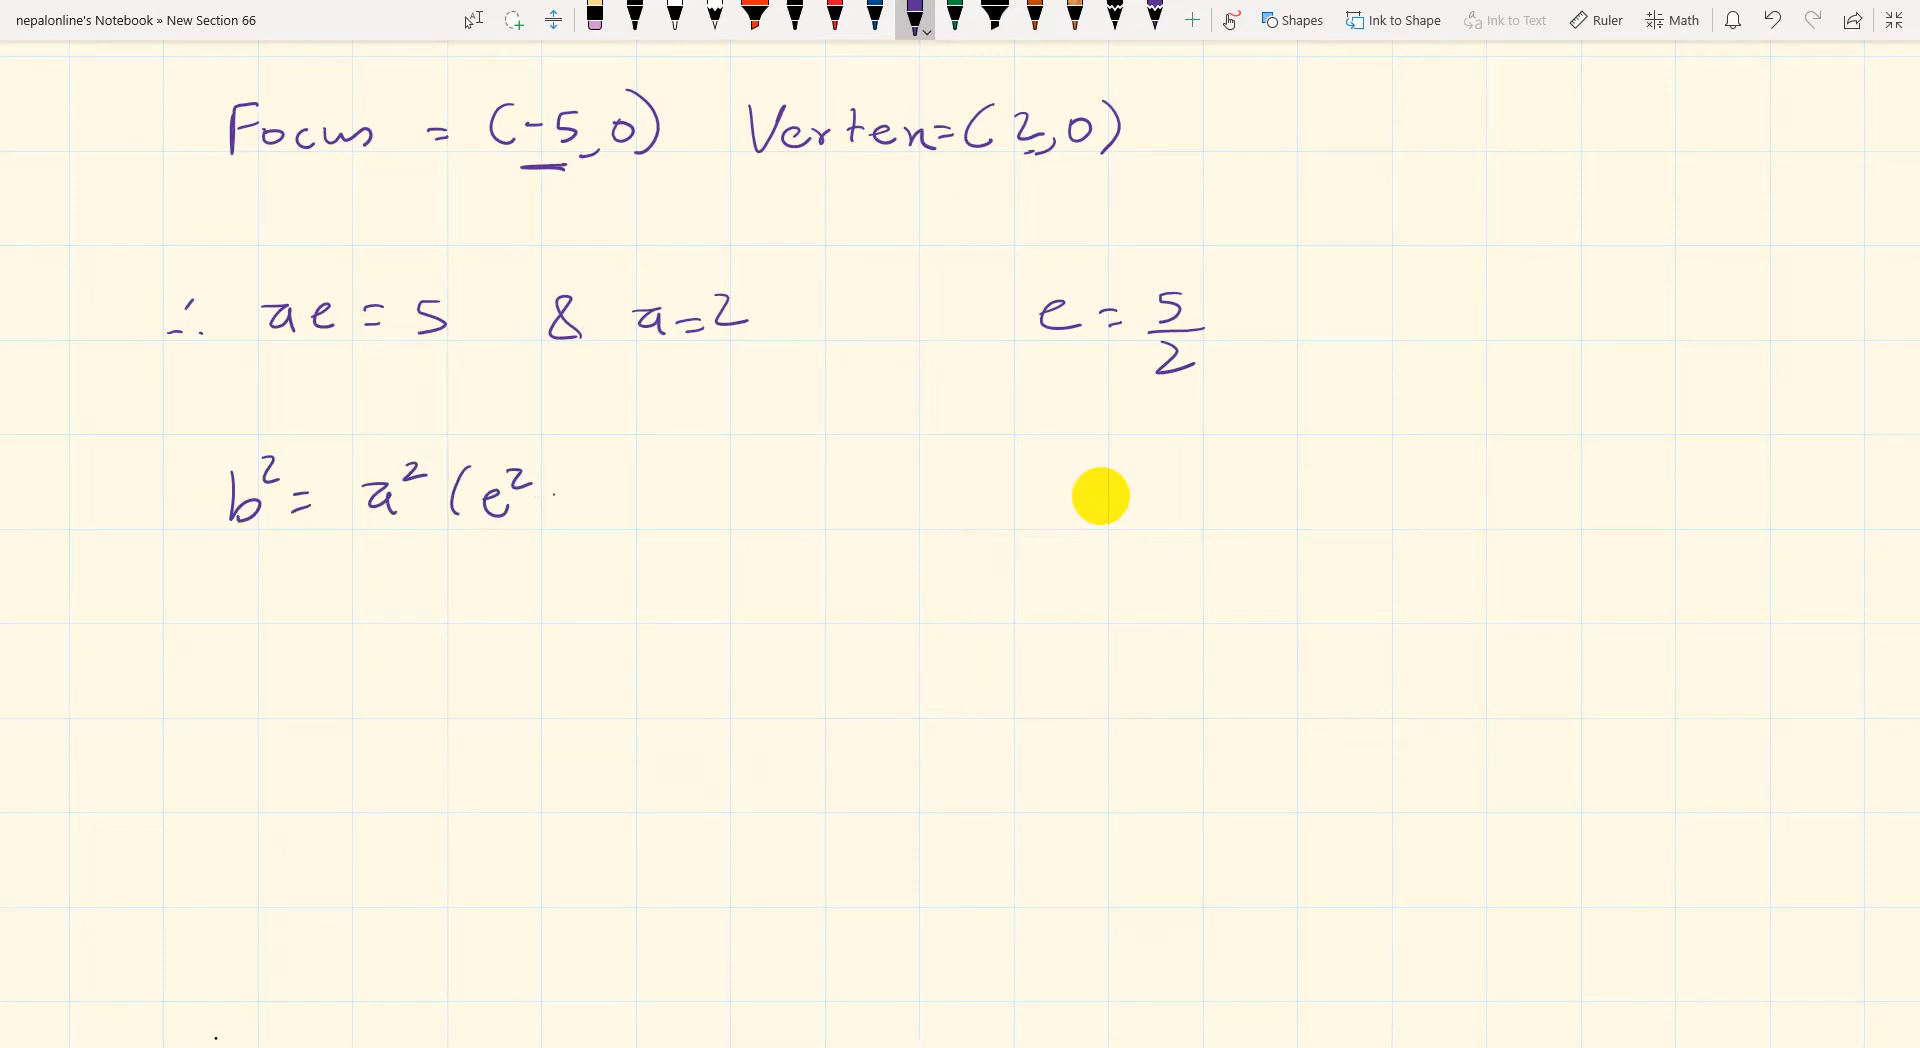 nepalonline's Notebook » New Section 66
Shapes Ink to Shape Ink to Text Ruler Math
Focus = (-5,0) Vertex=(2,0)
∴ ae = 5 & a=2 e = 5/2
b² = a² (e²